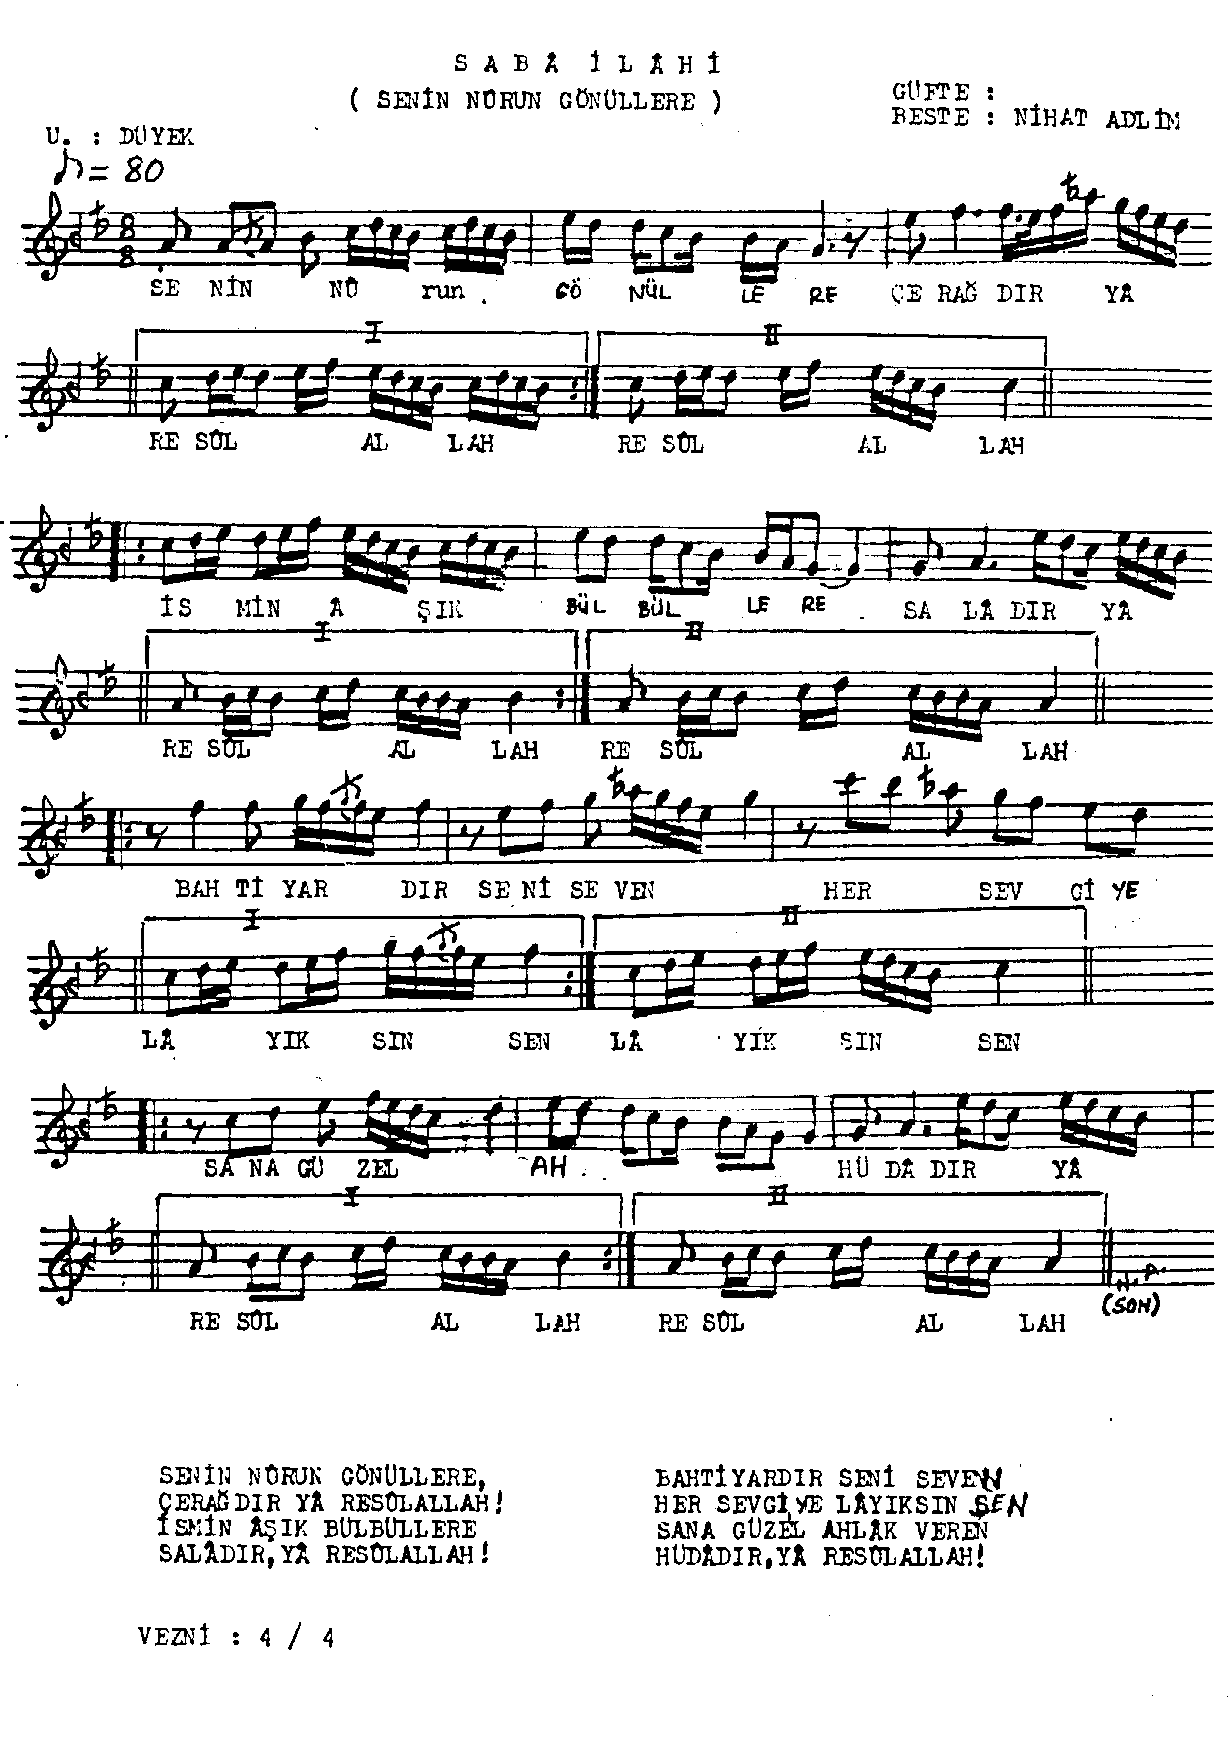 SABÂ İLÂHİ
( SENİN NÛRUN GÖNÜLLERE )
GÜFTE :
BESTE : NİHAT ADLİM
U. : DÜYEK
♪= 80
8
8
SE NİN NÛ run . GÖ NÜL LE RE ÇE RAĞ DIR YÂ
I II
RE SÛL AL LAH RE SÛL AL LAH
İS MİN A ŞIK BÜL BÜL LE RE SA LÂ DIR YÂ
I II
RE SÛL AL LAH RE SÛL AL LAH
BAH TİYAR DIR SE Nİ SE VEN HER SEV Gİ YE
I II
LÂ YIK SIN SEN LÂ YIK SIN SEN
SA NA GÜ ZEL AH . HÜ DÂ DIR YÂ
I II
RE SÛL AL LAH RE SÛL AL LAH
N.A.
(SON)
SENİN NÛRUN GÖNÜLLERE,
ÇERAĞDIR YÂ RESÛLALLAH!
İSMİN ÂŞIK BÜLBÜLLERE
SALÂDIR,YÂ RESÛLALLAH!
BAHTİYARDIR SENİ SEVEN
HER SEVGİYE LÂYIKSIN SEN
SANA GÜZEL AHLÂK VEREN
HÜDÂDIR,YÂ RESÛLALLAH!
VEZNİ : 4 / 4